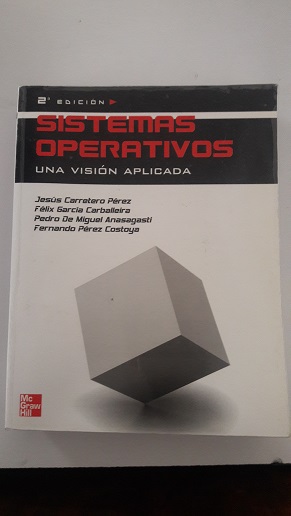 2ª EDICIÓN
SISTEMAS
OPERATIVOS
UNA VISIÓN APLICADA
Jesús Carretero Pérez
Félix García Carballeira
Pedro De Miguel Anasagasti
Fernando Pérez Costoya
Mc
Graw
Hill